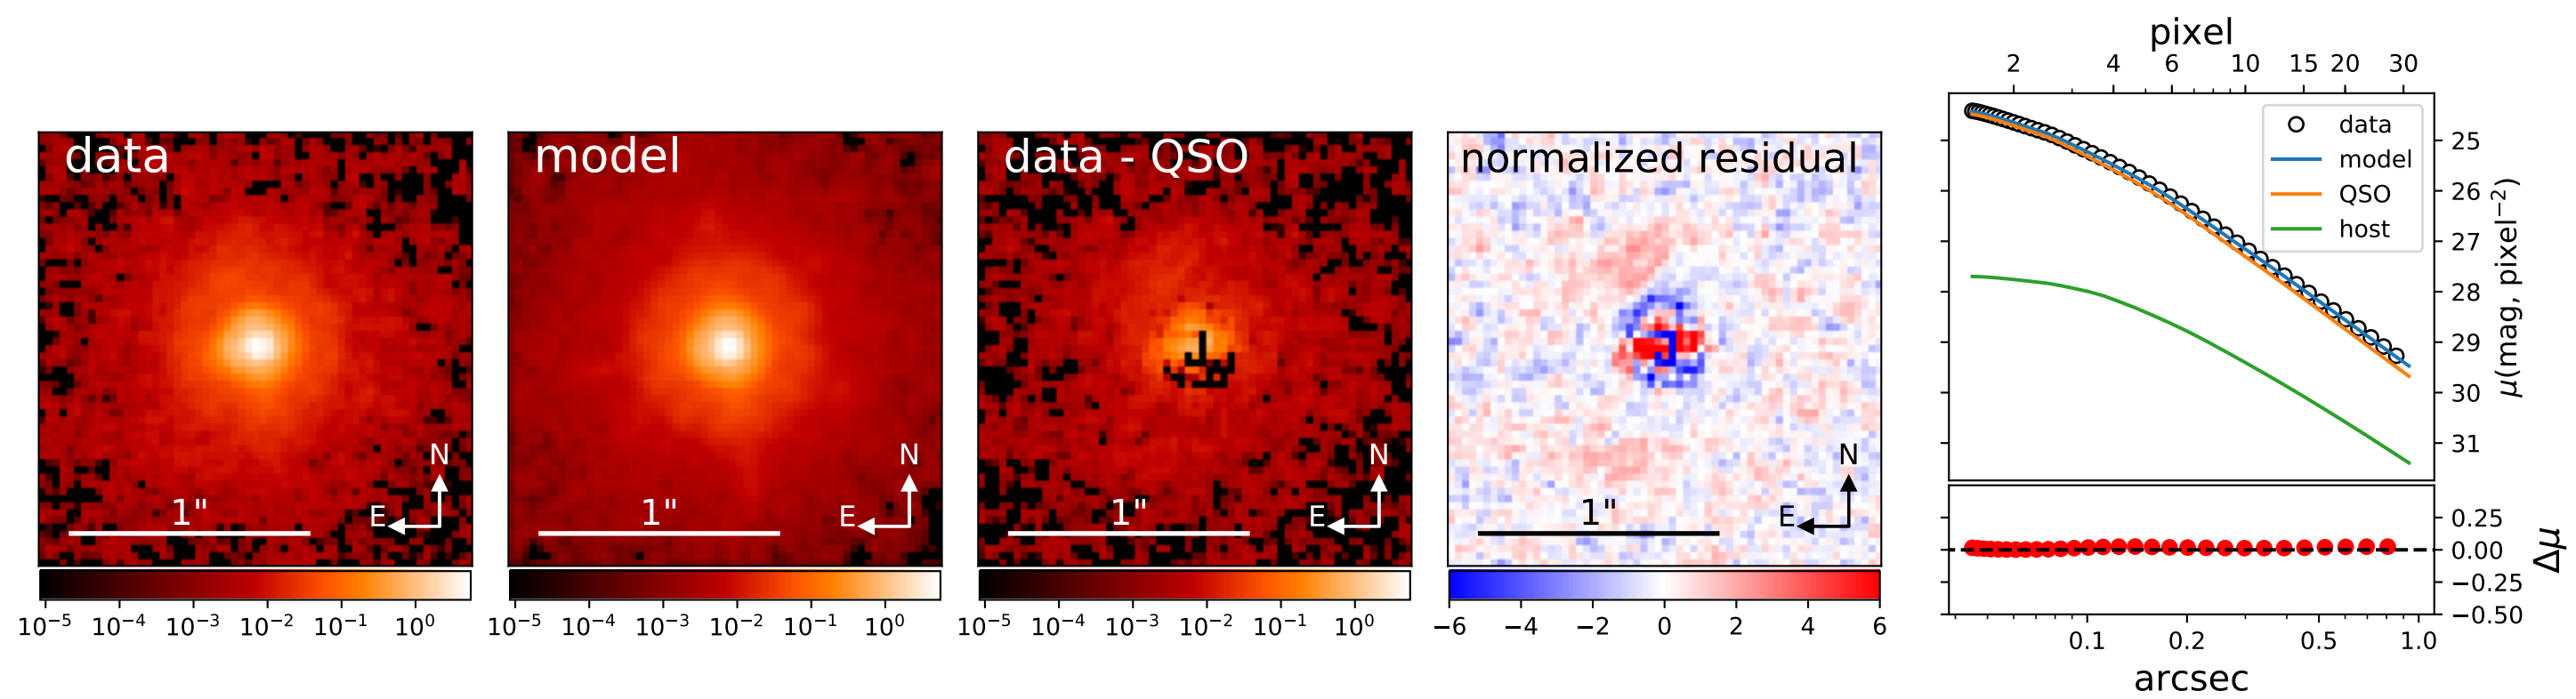 data
N
E
1"
10⁻⁵ 10⁻⁴ 10⁻³ 10⁻² 10⁻¹ 10⁰
model
N
E
1"
10⁻⁵ 10⁻⁴ 10⁻³ 10⁻² 10⁻¹ 10⁰
data - QSO
N
E
1"
10⁻⁵ 10⁻⁴ 10⁻³ 10⁻² 10⁻¹ 10⁰
normalized residual
N
E
1"
−6 −4 −2 0 2 4 6
pixel
2 4 6 10 15 20 30
data
model
QSO
host
25
26
27
28
29
30
31
μ(mag, pixel⁻²)
0.25
0.00
−0.25
−0.50
Δμ
0.1 0.2 0.5 1.0
arcsec